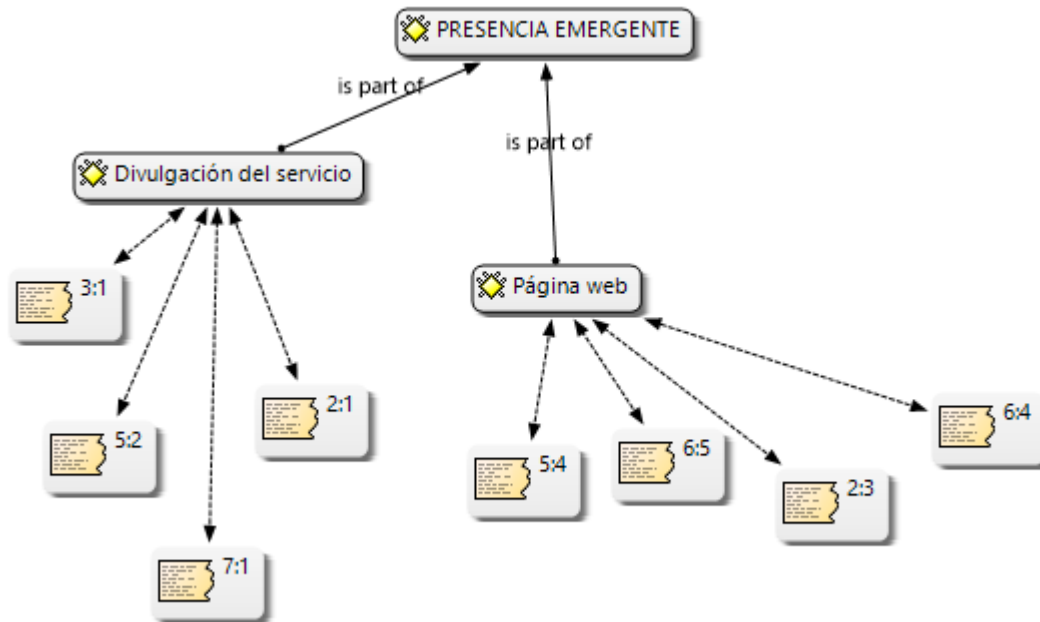 PRESENCIA EMERGENTE
is part of
is part of
Divulgación del servicio
3:1
Página web
2:1
6:4
5:2
6:5
5:4
2:3
7:1